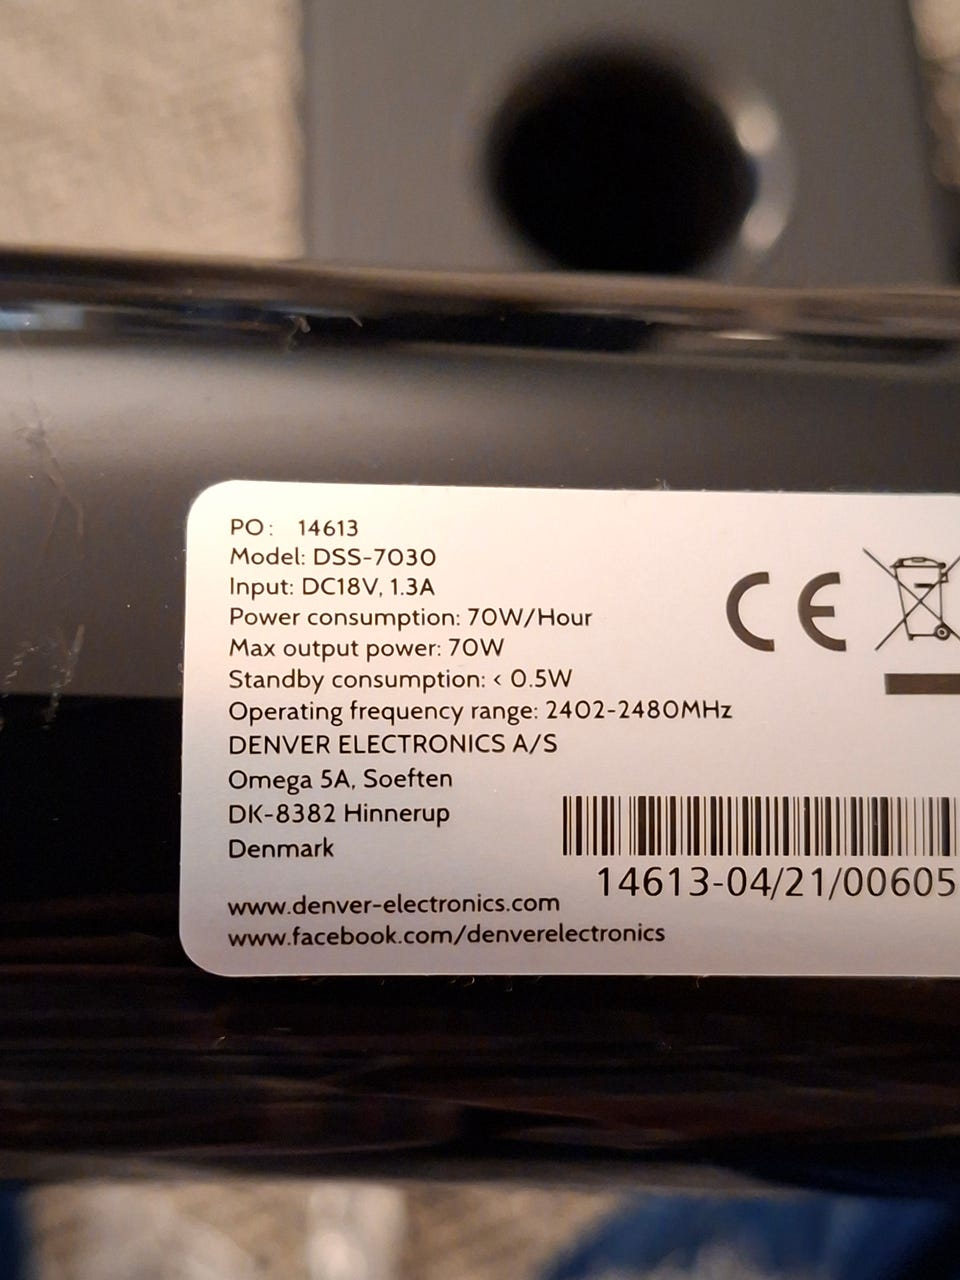 PO: 14613
Model: DSS-7030
Input: DC18V, 1.3A
Power consumption: 70W/Hour
Max output power: 70W
Standby consumption: < 0.5W
Operating frequency range: 2402-2480MHz
DENVER ELECTRONICS A/S
Omega 5A, Soeften
DK-8382 Hinnerup
Denmark
www.denver-electronics.com
www.facebook.com/denverelectronics
CE
14613-04/21/00605